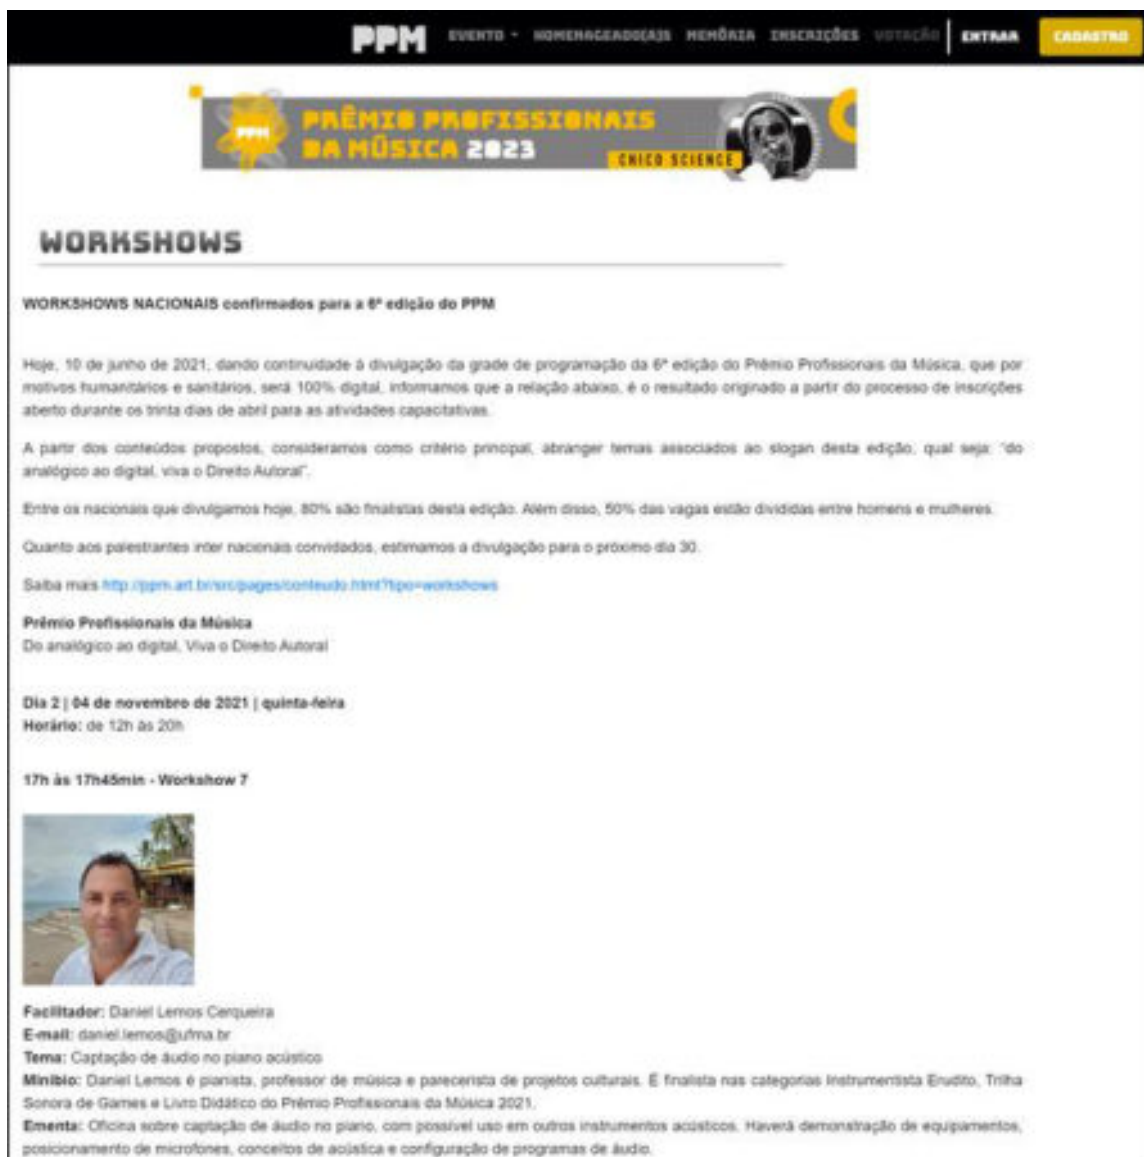 PPM EVENTO HOMENAGEADO(A)S MEMÓRIA INSCRIÇÕES VOTAÇÃO ENTRAR CADASTRO
PPM
PRÊMIO PROFISSIONAIS
DA MÚSICA 2023
CHICO SCIENCE
WORKSHOWS
WORKSHOWS NACIONAIS confirmados para a 6ª edição do PPM
Hoje, 10 de junho de 2021, dando continuidade à divulgação da grade de programação da 6ª edição do Prêmio Profissionais da Música, que por
motivos humanitários e sanitários, será 100% digital, informamos que a relação abaixo, é o resultado originado a partir do processo de inscrições
aberto durante os trinta dias de abril para as atividades capacitativas.
A partir dos conteúdos propostos, consideramos como critério principal, abranger temas associados ao slogan desta edição, qual seja: "do
analógico ao digital, viva o Direito Autoral".
Entre os nacionais que divulgamos hoje, 80% são finalistas desta edição. Além disso, 50% das vagas estão divididas entre homens e mulheres.
Quanto aos palestrantes inter nacionais convidados, estimamos a divulgação para o próximo dia 30.
Saiba mais http://ppm.art.br/src/pages/conteudo.html?tipo=workshows
Prêmio Profissionais da Música
Do analógico ao digital, Viva o Direito Autoral
Dia 2 | 04 de novembro de 2021 | quinta-feira
Horário: de 12h às 20h
17h às 17h45min - Workshow 7
Facilitador: Daniel Lemos Cerqueira
E-mail: daniel.lemos@ufma.br
Tema: Captação de áudio no piano acústico
Minibio: Daniel Lemos é pianista, professor de música e parecerista de projetos culturais. É finalista nas categorias Instrumentista Erudito, Trilha
Sonora de Games e Livro Didático do Prêmio Profissionais da Música 2021.
Ementa: Oficina sobre captação de áudio no piano, com possível uso em outros instrumentos acústicos. Haverá demonstração de equipamentos,
posicionamento de microfones, conceitos de acústica e configuração de programas de áudio.